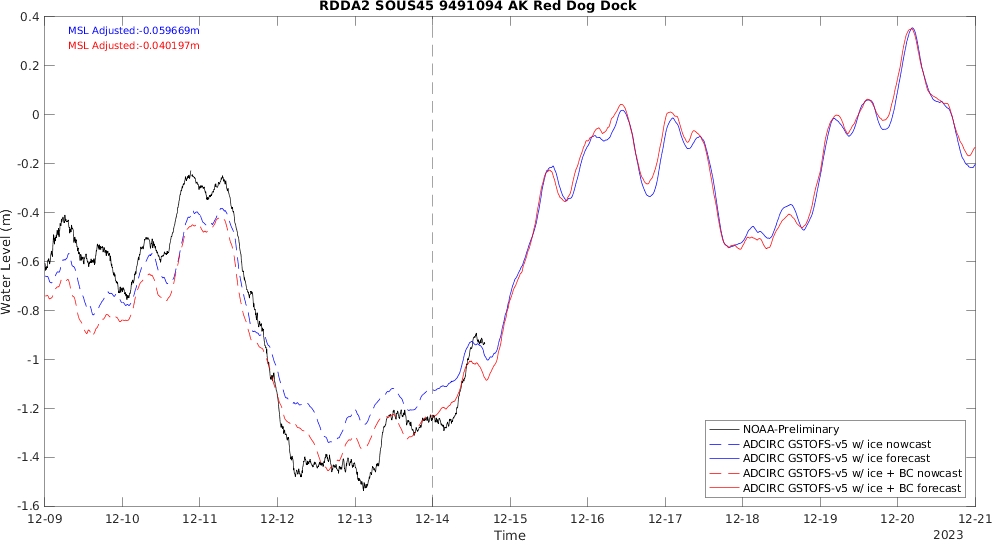 RDDA2 SOUS45 9491094 AK Red Dog Dock
MSL Adjusted:-0.059669m
MSL Adjusted:-0.040197m
Water Level (m)
0.4
0.2
0
-0.2
-0.4
-0.6
-0.8
-1
-1.2
-1.4
-1.6
NOAA-Preliminary
ADCIRC GSTOFS-v5 w/ ice nowcast
ADCIRC GSTOFS-v5 w/ ice forecast
ADCIRC GSTOFS-v5 w/ ice + BC nowcast
ADCIRC GSTOFS-v5 w/ ice + BC forecast
12-09 12-10 12-11 12-12 12-13 12-14 12-15 12-16 12-17 12-18 12-19 12-20 12-21
Time
2023